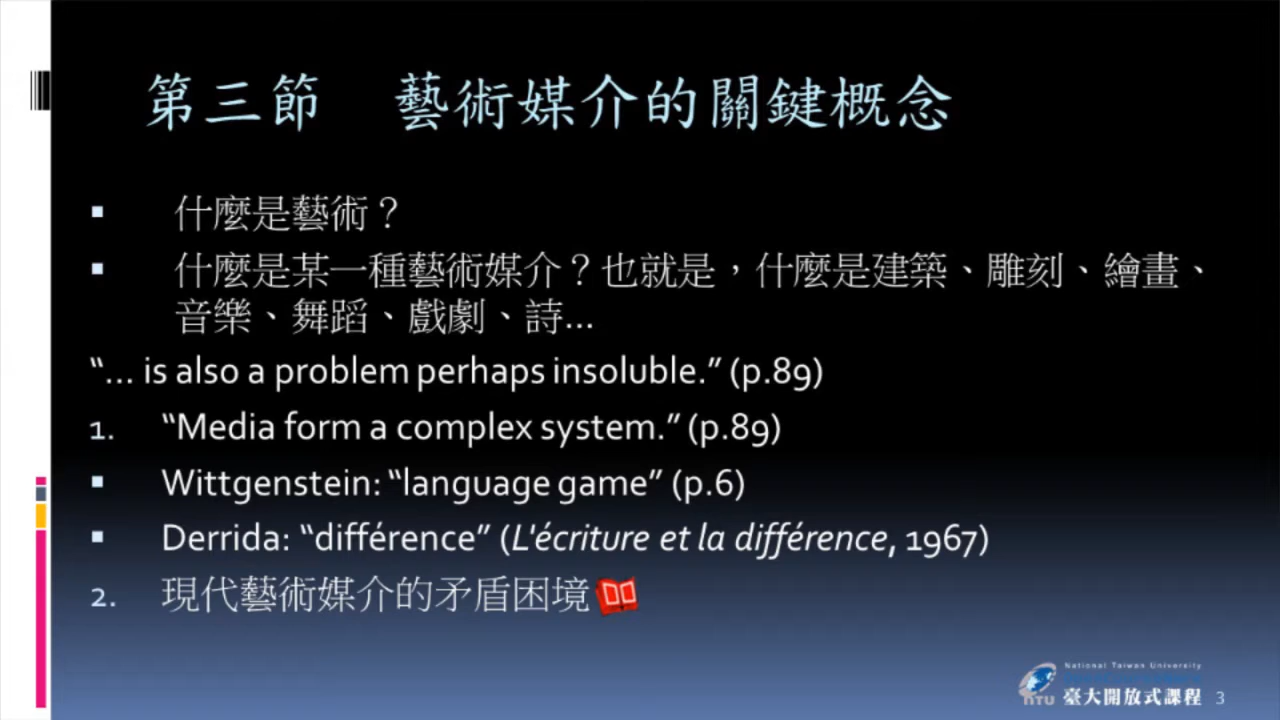 第三節 藝術媒介的關鍵概念
▪ 什麼是藝術？
▪ 什麼是某一種藝術媒介？也就是，什麼是建築、雕刻、繪畫、
音樂、舞蹈、戲劇、詩…
“… is also a problem perhaps insoluble.” (p.89)
1. “Media form a complex system.” (p.89)
▪ Wittgenstein: “language game” (p.6)
▪ Derrida: “différence” (L'écriture et la différence, 1967)
2. 現代藝術媒介的矛盾困境
National Taiwan University
NTU 臺大開放式課程 3